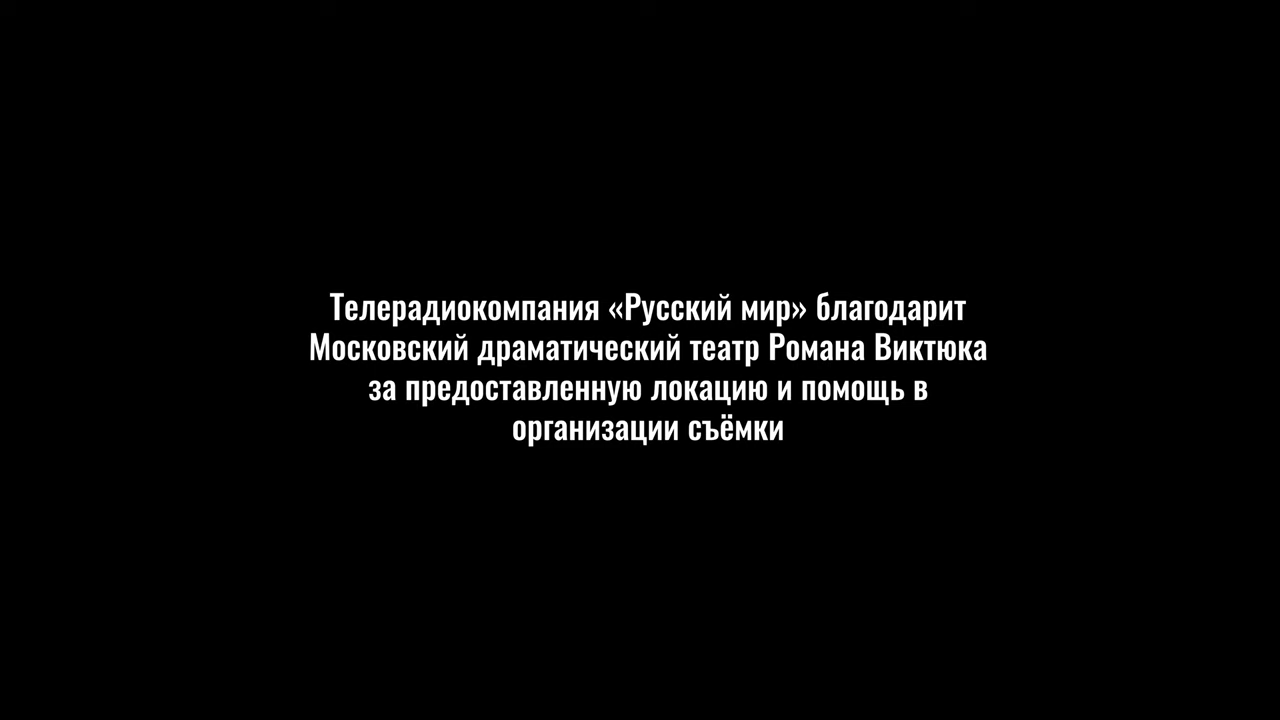 Телерадиокомпания «Русский мир» благодарит
Московский драматический театр Романа Виктюка
за предоставленную локацию и помощь в
организации съёмки